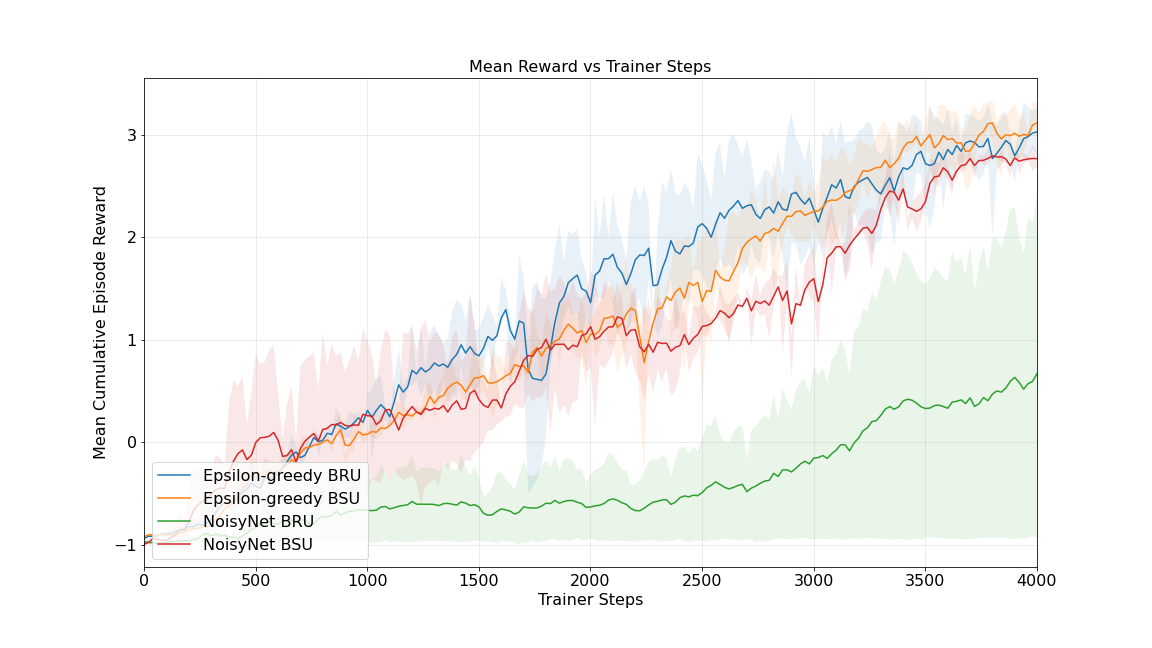 Mean Reward vs Trainer Steps
Mean Cumulative Episode Reward
3
2
1
0
−1
Epsilon-greedy BRU
Epsilon-greedy BSU
NoisyNet BRU
NoisyNet BSU
0 500 1000 1500 2000 2500 3000 3500 4000
Trainer Steps